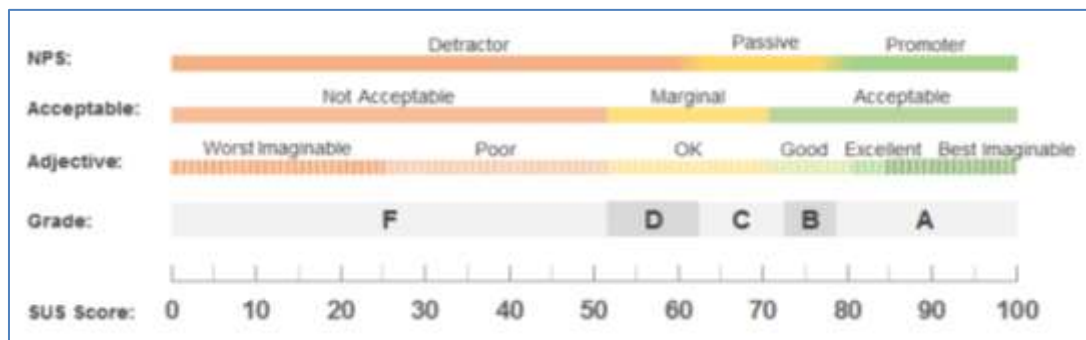 NPS: Detractor Passive Promoter
Acceptable: Not Acceptable Marginal Acceptable
Adjective: Worst Imaginable Poor OK Good Excellent Best Imaginable
Grade: F D C B A
SUS Score: 0 10 20 30 40 50 60 70 80 90 100